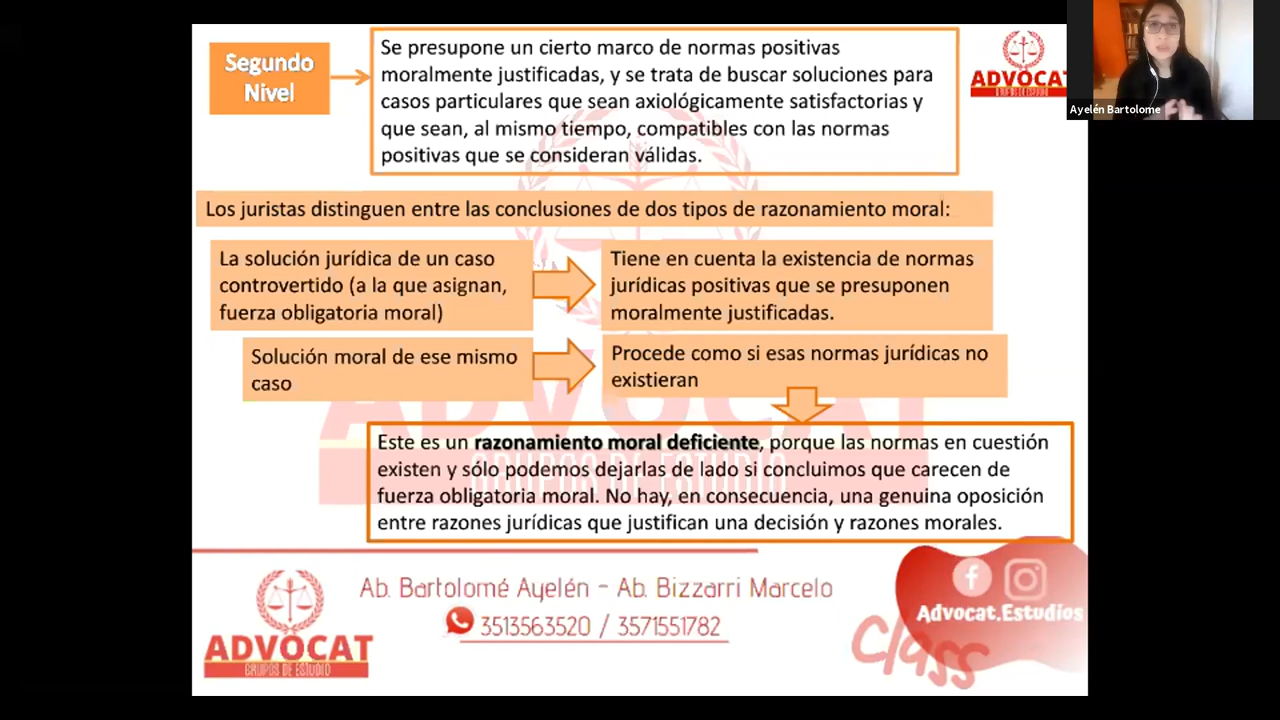 Segundo
Nivel
Se presupone un cierto marco de normas positivas
moralmente justificadas, y se trata de buscar soluciones para
casos particulares que sean axiológicamente satisfactorias y
que sean, al mismo tiempo, compatibles con las normas
positivas que se consideran válidas.
ADVOCAT
GRUPOS DE ESTUDIO
Ayelén Bartolome
Los juristas distinguen entre las conclusiones de dos tipos de razonamiento moral:
La solución jurídica de un caso
controvertido (a la que asignan,
fuerza obligatoria moral)
Tiene en cuenta la existencia de normas
jurídicas positivas que se presuponen
moralmente justificadas.
Solución moral de ese mismo
caso
Procede como si esas normas jurídicas no
existieran
ADVOCAT
GRUPOS DE ESTUDIO
Este es un razonamiento moral deficiente, porque las normas en cuestión
existen y sólo podemos dejarlas de lado si concluimos que carecen de
fuerza obligatoria moral. No hay, en consecuencia, una genuina oposición
entre razones jurídicas que justifican una decisión y razones morales.
ADVOCAT
GRUPOS DE ESTUDIO
Ab. Bartolomé Ayelén - Ab. Bizzarri Marcelo
3513563520 / 3571551782
Advocat.Estudios
Class